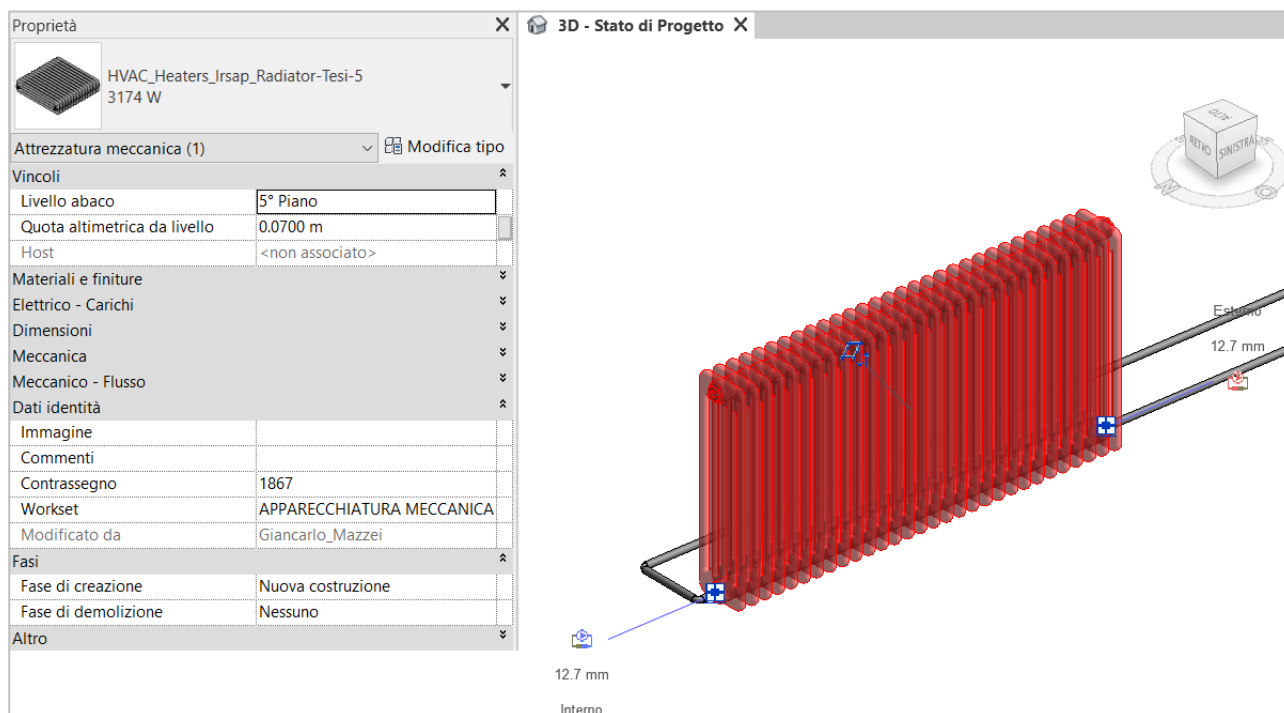 Proprietà
3D - Stato di Progetto
HVAC_Heaters_Irsap_Radiator-Tesi-5
3174 W
Attrezzatura meccanica (1)
Modifica tipo
Vincoli
Livello abaco 5° Piano
Quota altimetrica da livello 0.0700 m
Host <non associato>
Materiali e finiture
Elettrico - Carichi
Dimensioni
Meccanica
Meccanico - Flusso
Dati identità
Immagine
Commenti
Contrassegno 1867
Workset APPARECCHIATURA MECCANICA
Modificato da Giancarlo_Mazzei
Fasi
Fase di creazione Nuova costruzione
Fase di demolizione Nessuno
Altro
ALTO
RETRO
SINISTRA
N
O
Esterno
12.7 mm
12.7 mm
Interno